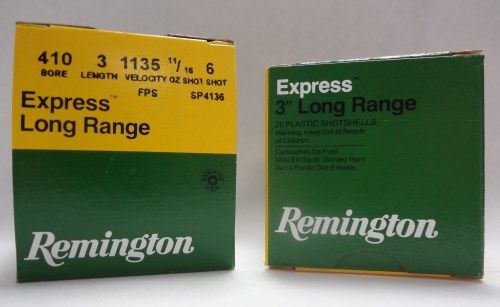 410 3 1135 11/16 6
BORE LENGTH VELOCITY OZ SHOT SHOT
FPS SP4136
Express™
Long Range
Remington
Express™
3" Long Range
25 PLASTIC SHOTSHELLS
Warning: Keep Out of Reach
of Children.
Cartouches De Fusil
Mise En Garde: Gardez Hors
De La Portée Des Enfants.
Remington